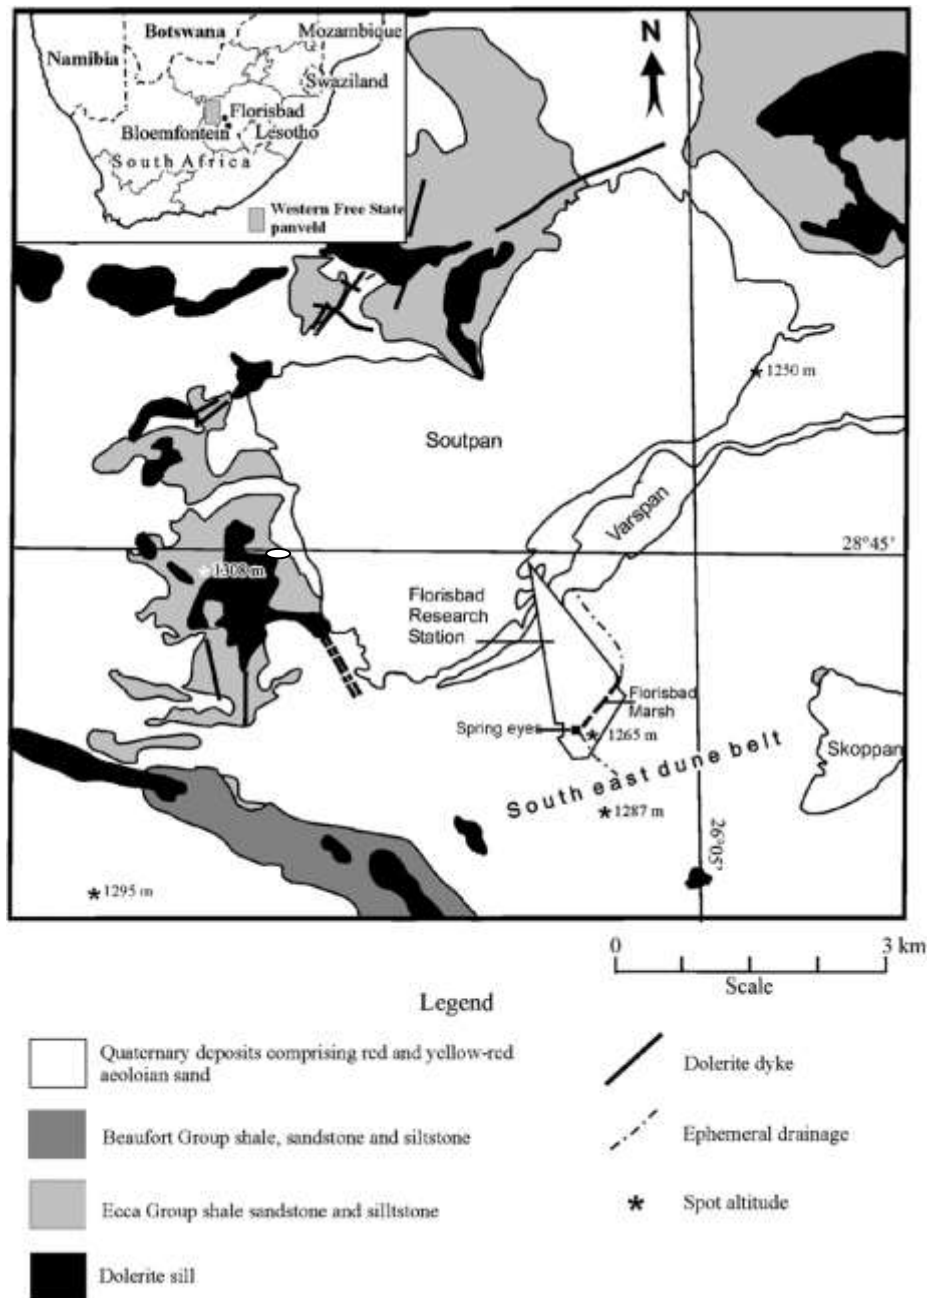 Botswana
Mozambique
Namibia
Swaziland
Florisbad
Bloemfontein
Lesotho
South Africa
Western Free State
panveld
N
1250 m
Soutpan
Varspan
28°45'
1308 m
Florisbad
Research
Station
Florisbad
Marsh
Spring eyes
1265 m
Skoppan
South east dune belt
1287 m
26°05'
1295 m
0 3 km
Scale
Legend
Quaternary deposits comprising red and yellow-red
aeoloian sand
Dolerite dyke
Beaufort Group shale, sandstone and siltstone
Ephemeral drainage
Ecca Group shale sandstone and silltstone
Spot altitude
Dolerite sill